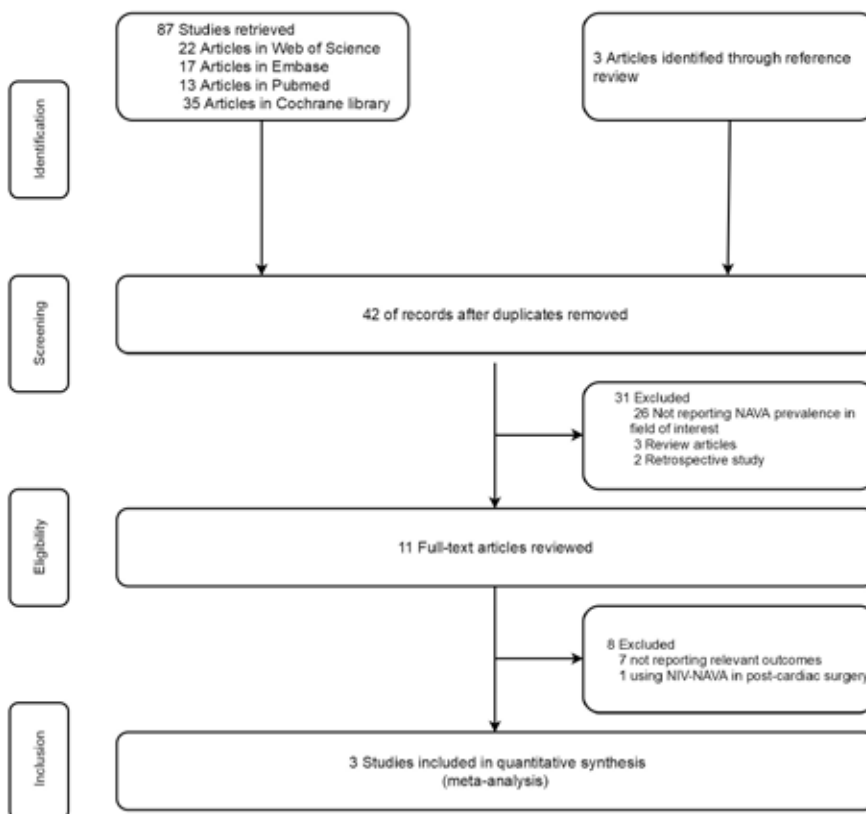 87 Studies retrieved
22 Articles in Web of Science
17 Articles in Embase
13 Articles in Pubmed
35 Articles in Cochrane library
3 Articles identified through reference
review
Identification
42 of records after duplicates removed
Screening
31 Excluded
26 Not reporting NAVA prevalence in
field of interest
3 Review articles
2 Retrospective study
11 Full-text articles reviewed
Eligibility
8 Excluded
7 not reporting relevant outcomes
1 using NIV-NAVA in post-cardiac surgery
3 Studies included in quantitative synthesis
(meta-analysis)
Inclusion